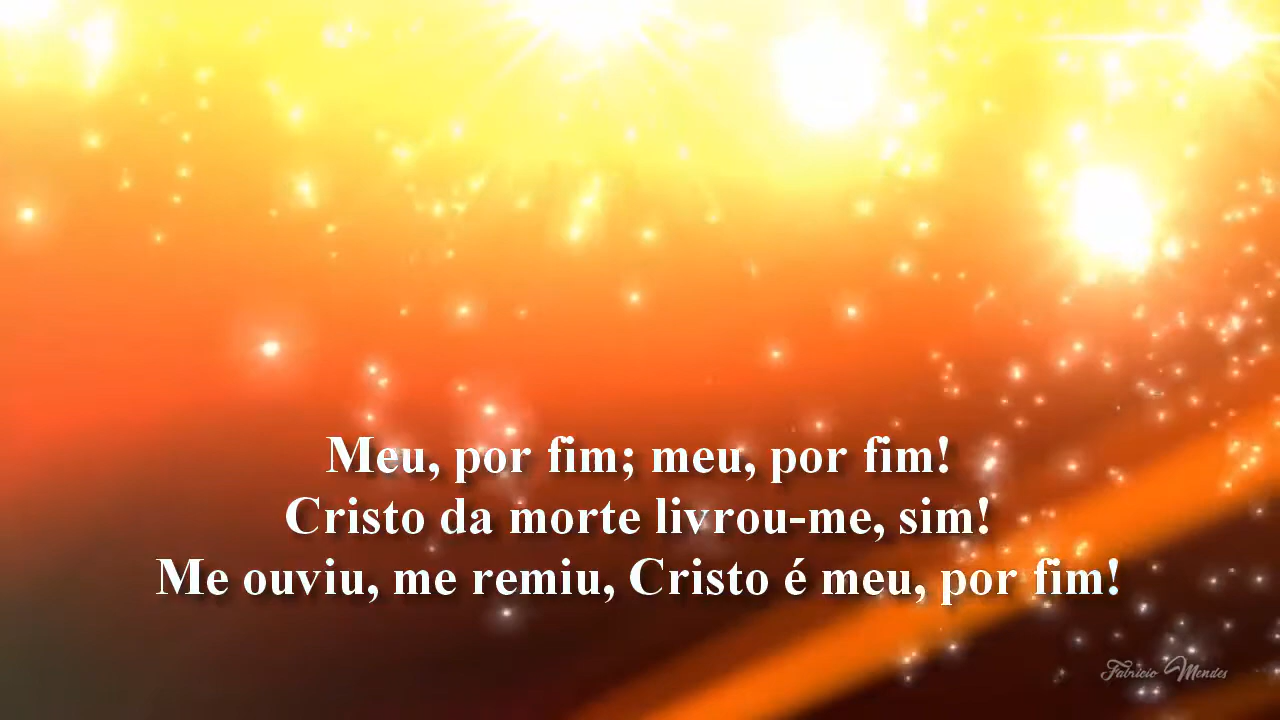 Meu, por fim; meu, por fim!
Cristo da morte livrou-me, sim!
Me ouviu, me remiu, Cristo é meu, por fim!
Fabricio Mendes